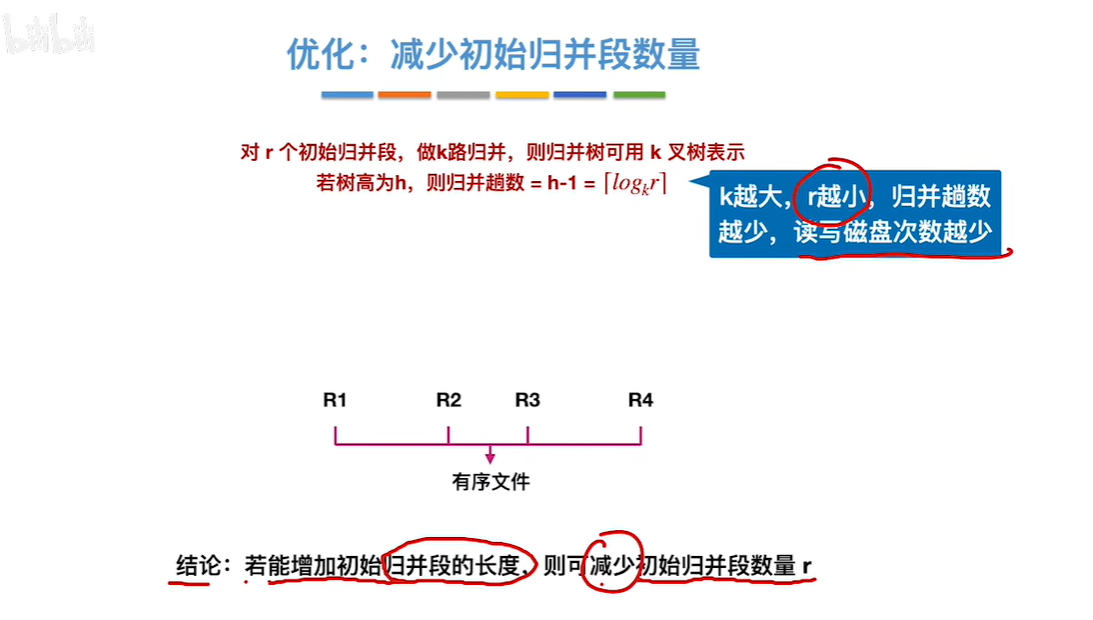 bilibili
优化：减少初始归并段数量
对 r 个初始归并段，做k路归并，则归并树可用 k 叉树表示
若树高为h，则归并趟数 = h-1 = ⌈logₖr⌉
k越大，r越小，归并趟数
越少，读写磁盘次数越少
R1 R2 R3 R4
有序文件
结论：若能增加初始归并段的长度，则可减少初始归并段数量 r